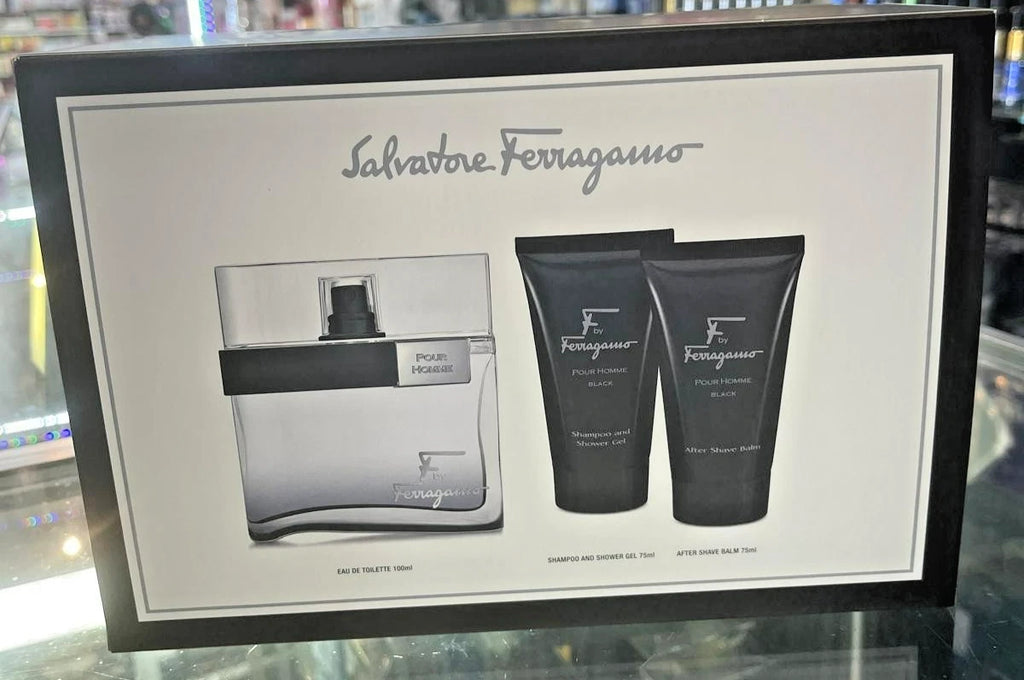 Salvatore Ferragamo
POUR
HOMME
F by
Ferragamo
F by
Ferragamo
POUR HOMME
BLACK
Shampoo and
Shower Gel
F by
Ferragamo
POUR HOMME
BLACK
After Shave Balm
EAU DE TOILETTE 100ml
SHAMPOO AND SHOWER GEL 75ml
AFTER SHAVE BALM 75ml